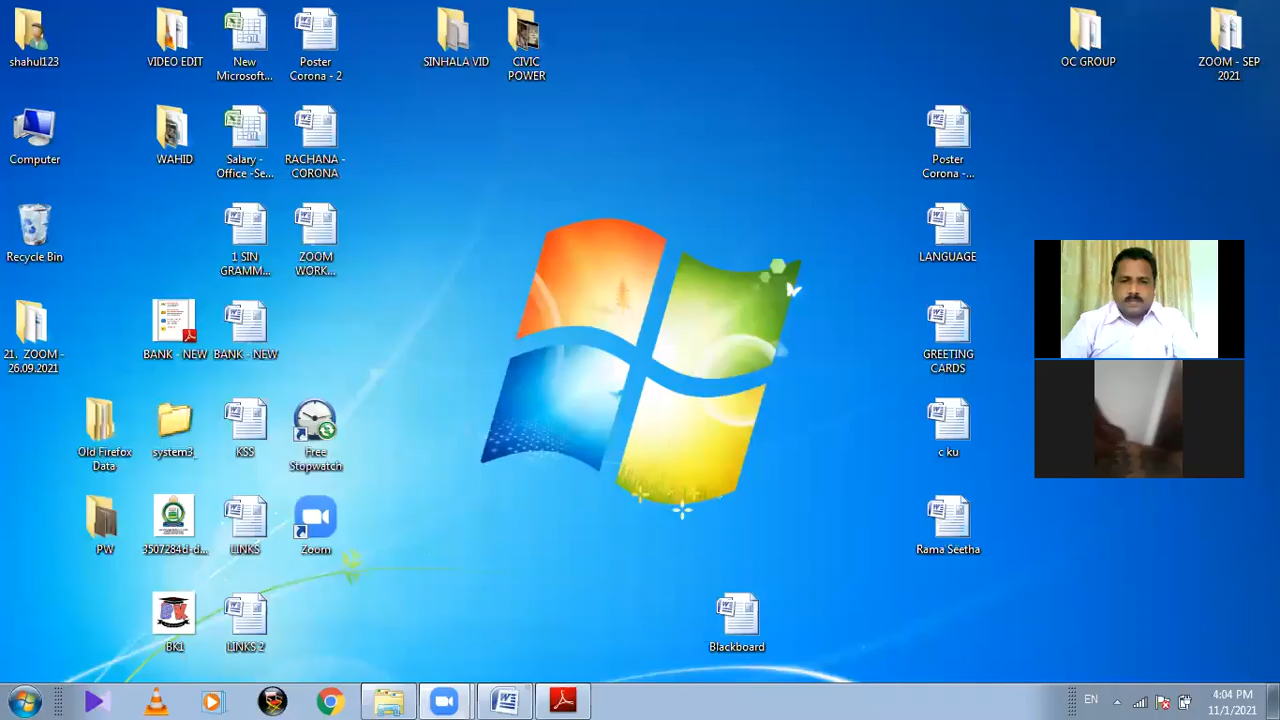 shahul123
VIDEO EDIT
New
Microsoft...
Poster
Corona - 2
SINHALA VID
CIVIC
POWER
OC GROUP
ZOOM - SEP
2021
Computer
WAHID
Salary -
Office -Se...
RACHANA -
CORONA
Poster
Corona -...
Recycle Bin
1 SIN
GRAMM...
ZOOM
WORK...
LANGUAGE
21. ZOOM -
26.09.2021
BANK - NEW
BANK - NEW
GREETING
CARDS
Old Firefox
Data
system3_
KSS
Free
Stopwatch
c ku
PW
3507284d-d...
LINKS
Zoom
Rama Seetha
BK1
LINKS 2
Blackboard
EN
4:04 PM
11/1/2021